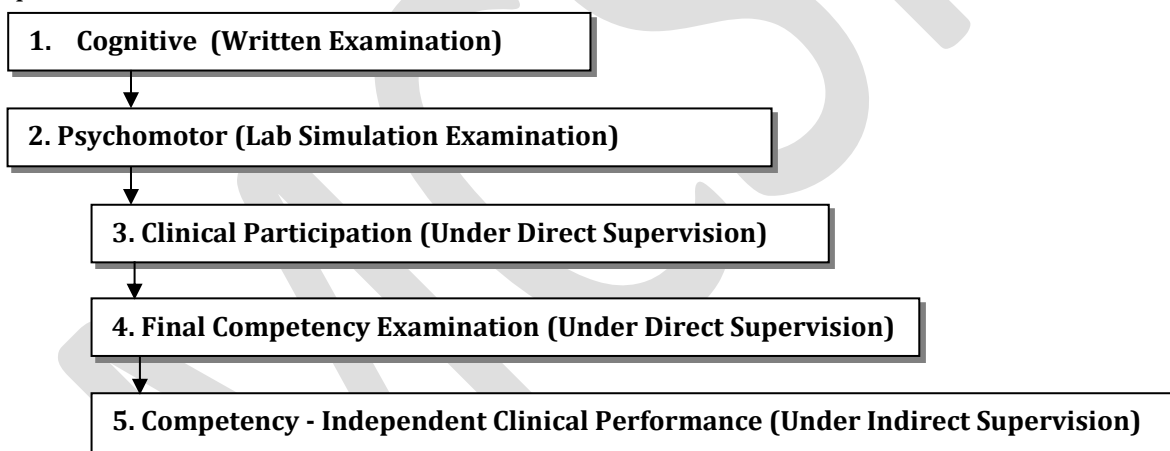 1. Cognitive (Written Examination)
2. Psychomotor (Lab Simulation Examination)
3. Clinical Participation (Under Direct Supervision)
4. Final Competency Examination (Under Direct Supervision)
5. Competency - Independent Clinical Performance (Under Indirect Supervision)